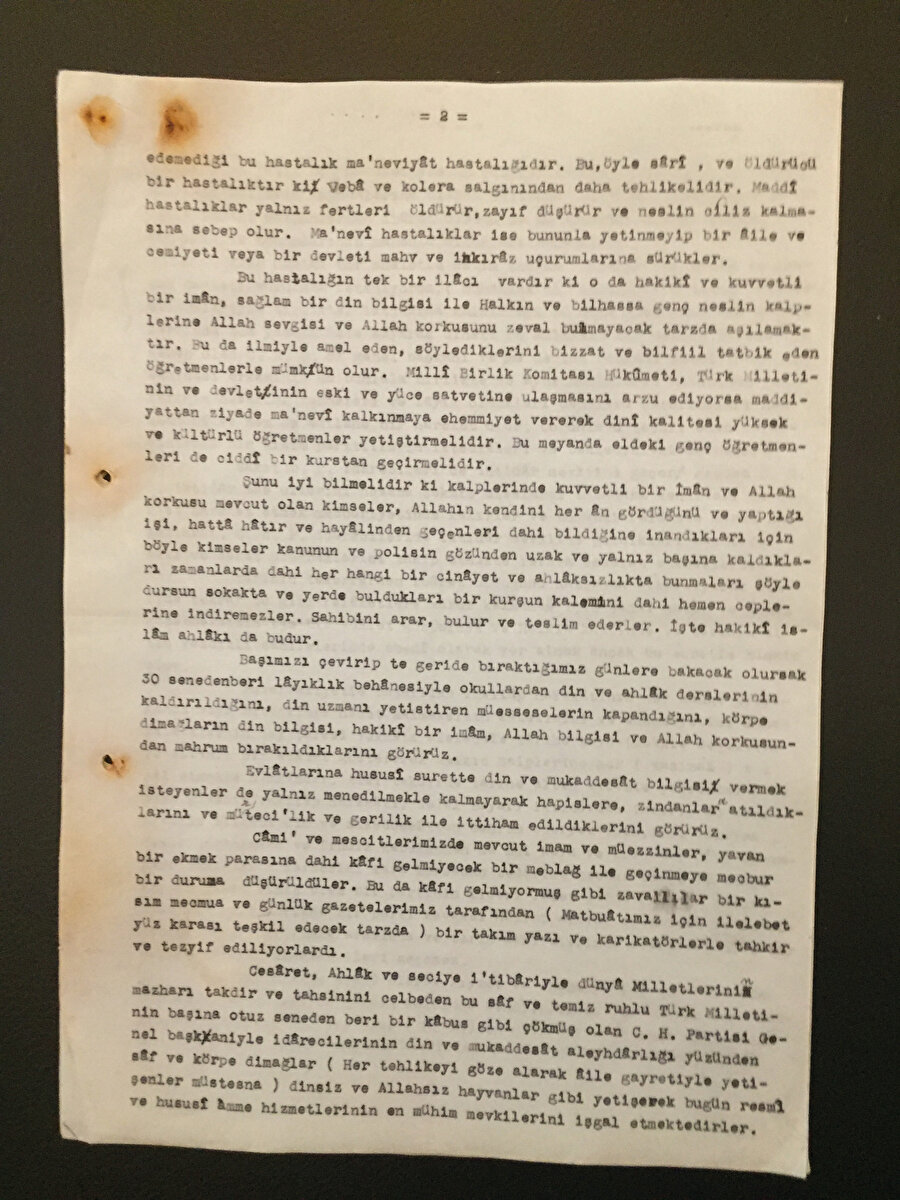 = 2 =
edemediği bu hastalık ma'neviyât hastalığıdır. Bu,öyle sârî , ve öldürücü
bir hastalıktır ki Vebâ ve kolera salgınından daha tehlikelidir. Maddî
hastalıklar yalnız fertleri öldürür,zayıf düşürür ve neslin cılız kalma-
sına sebep olur. Ma'nevî hastalıklar ise bununla yetinmeyip bir âile ve
cemiyeti veya bir devleti mahv ve inkırâz uçurumlarına sürükler.
Bu hastalığın tek bir ilâcı vardır ki o da hakikî ve kuvvetli
bir imân, sağlam bir din bilgisi ile Halkın ve bilhassa genç neslin kalp-
lerine Allah sevgisi ve Allah korkusunu zeval bulmayacak tarzda aşılamak-
tır. Bu da ilmiyle amel eden, söylediklerini bizzat ve bilfiil tatbik eden
öğretmenlerle mümkün olur. Millî Birlik Komitası Hükûmeti, Türk Milleti-
nin ve devletinin eski ve yüce satvetine ulaşmasını arzu ediyorsa maddi-
yattan ziyade ma'nevî kalkınmaya ehemmiyet vererek dinî kalitesi yüksek
ve kültürlü öğretmenler yetiştirmelidir. Bu meyanda eldeki genç öğretmen-
leri de ciddî bir kurstan geçirmelidir.
Şunu iyi bilmelidir ki kalplerinde kuvvetli bir İmân ve Allah
korkusu mevcut olan kimseler, Allahın kendini her ân gördüğünü ve yaptığı
işi, hattâ hâtır ve hayâlinden geçenleri dahi bildiğine inandıkları için
böyle kimseler kanunun ve polisin gözünden uzak ve yalnız başına kaldıkla-
rı zamanlarda dahi her hangi bir cinâyet ve ahlâksızlıkta bunmaları şöyle
dursun sokakta ve yerde buldukları bir kurşun kalemini dahi hemen ceple-
rine indiremezler. Sahibini arar, bulur ve teslim ederler. İşte hakikî is-
lâm ahlâkı da budur.
Başımızı çevirip te geride bıraktığımız günlere bakacak olursak
30 senedenberi lâyıklik behânesiyle okullardan din ve ahlâk derslerinin
kaldırıldığını, din uzmanı yetistiren müesseselerin kapandığını, körpe
dimağların din bilgisi, hakikî bir imâm, Allah bilgisi ve Allah korkusun-
dan mahrum bırakıldıklarını görürüz.
Evlâtlarına hususî surette din ve mukaddesât bilgisi vermek
isteyenler de yalnız menedilmekle kalmayarak hapislere, zindanlara atıldık-
larını ve mürteci'lik ve gerilik ile ittiham edildiklerini görürüz.
Câmi' ve mescitlerimizde mevcut imam ve müezzinler, yavan
bir ekmek parasına dahi kâfi gelmiyecek bir meblağ ile geçinmeye mecbur
bir duruma düşürüldüler. Bu da kâfi gelmiyormuş gibi zavallılar bir kı-
sım mecmua ve günlük gazetelerimiz tarafından ( Matbuâtımız için ilelebet
yüz karası teşkil edecek tarzda ) bir takım yazı ve karikatörlerle tahkir
ve tezyif ediliyorlardı.
Cesâret, Ahlâk ve seciye i'tibâriyle dünyâ Milletlerinin
mazharı takdir ve tahsinini celbeden bu sâf ve temiz ruhlu Türk Milleti-
nin başına otuz seneden beri bir kâbus gibi çökmüş olan C. H. Partisi Ge-
nel başkaniyle idârecilerinin din ve mukaddesât aleyhdârlığı yüzünden
sâf ve körpe dimağlar ( Her tehlikeyi göze alarak âile gayretiyle yeti-
şenler müstesna ) dinsiz ve Allahsız hayvanlar gibi yetişerek bugün resmî
ve hususî âmme hizmetlerinin en mühim mevkilerini işgal etmektedirler.